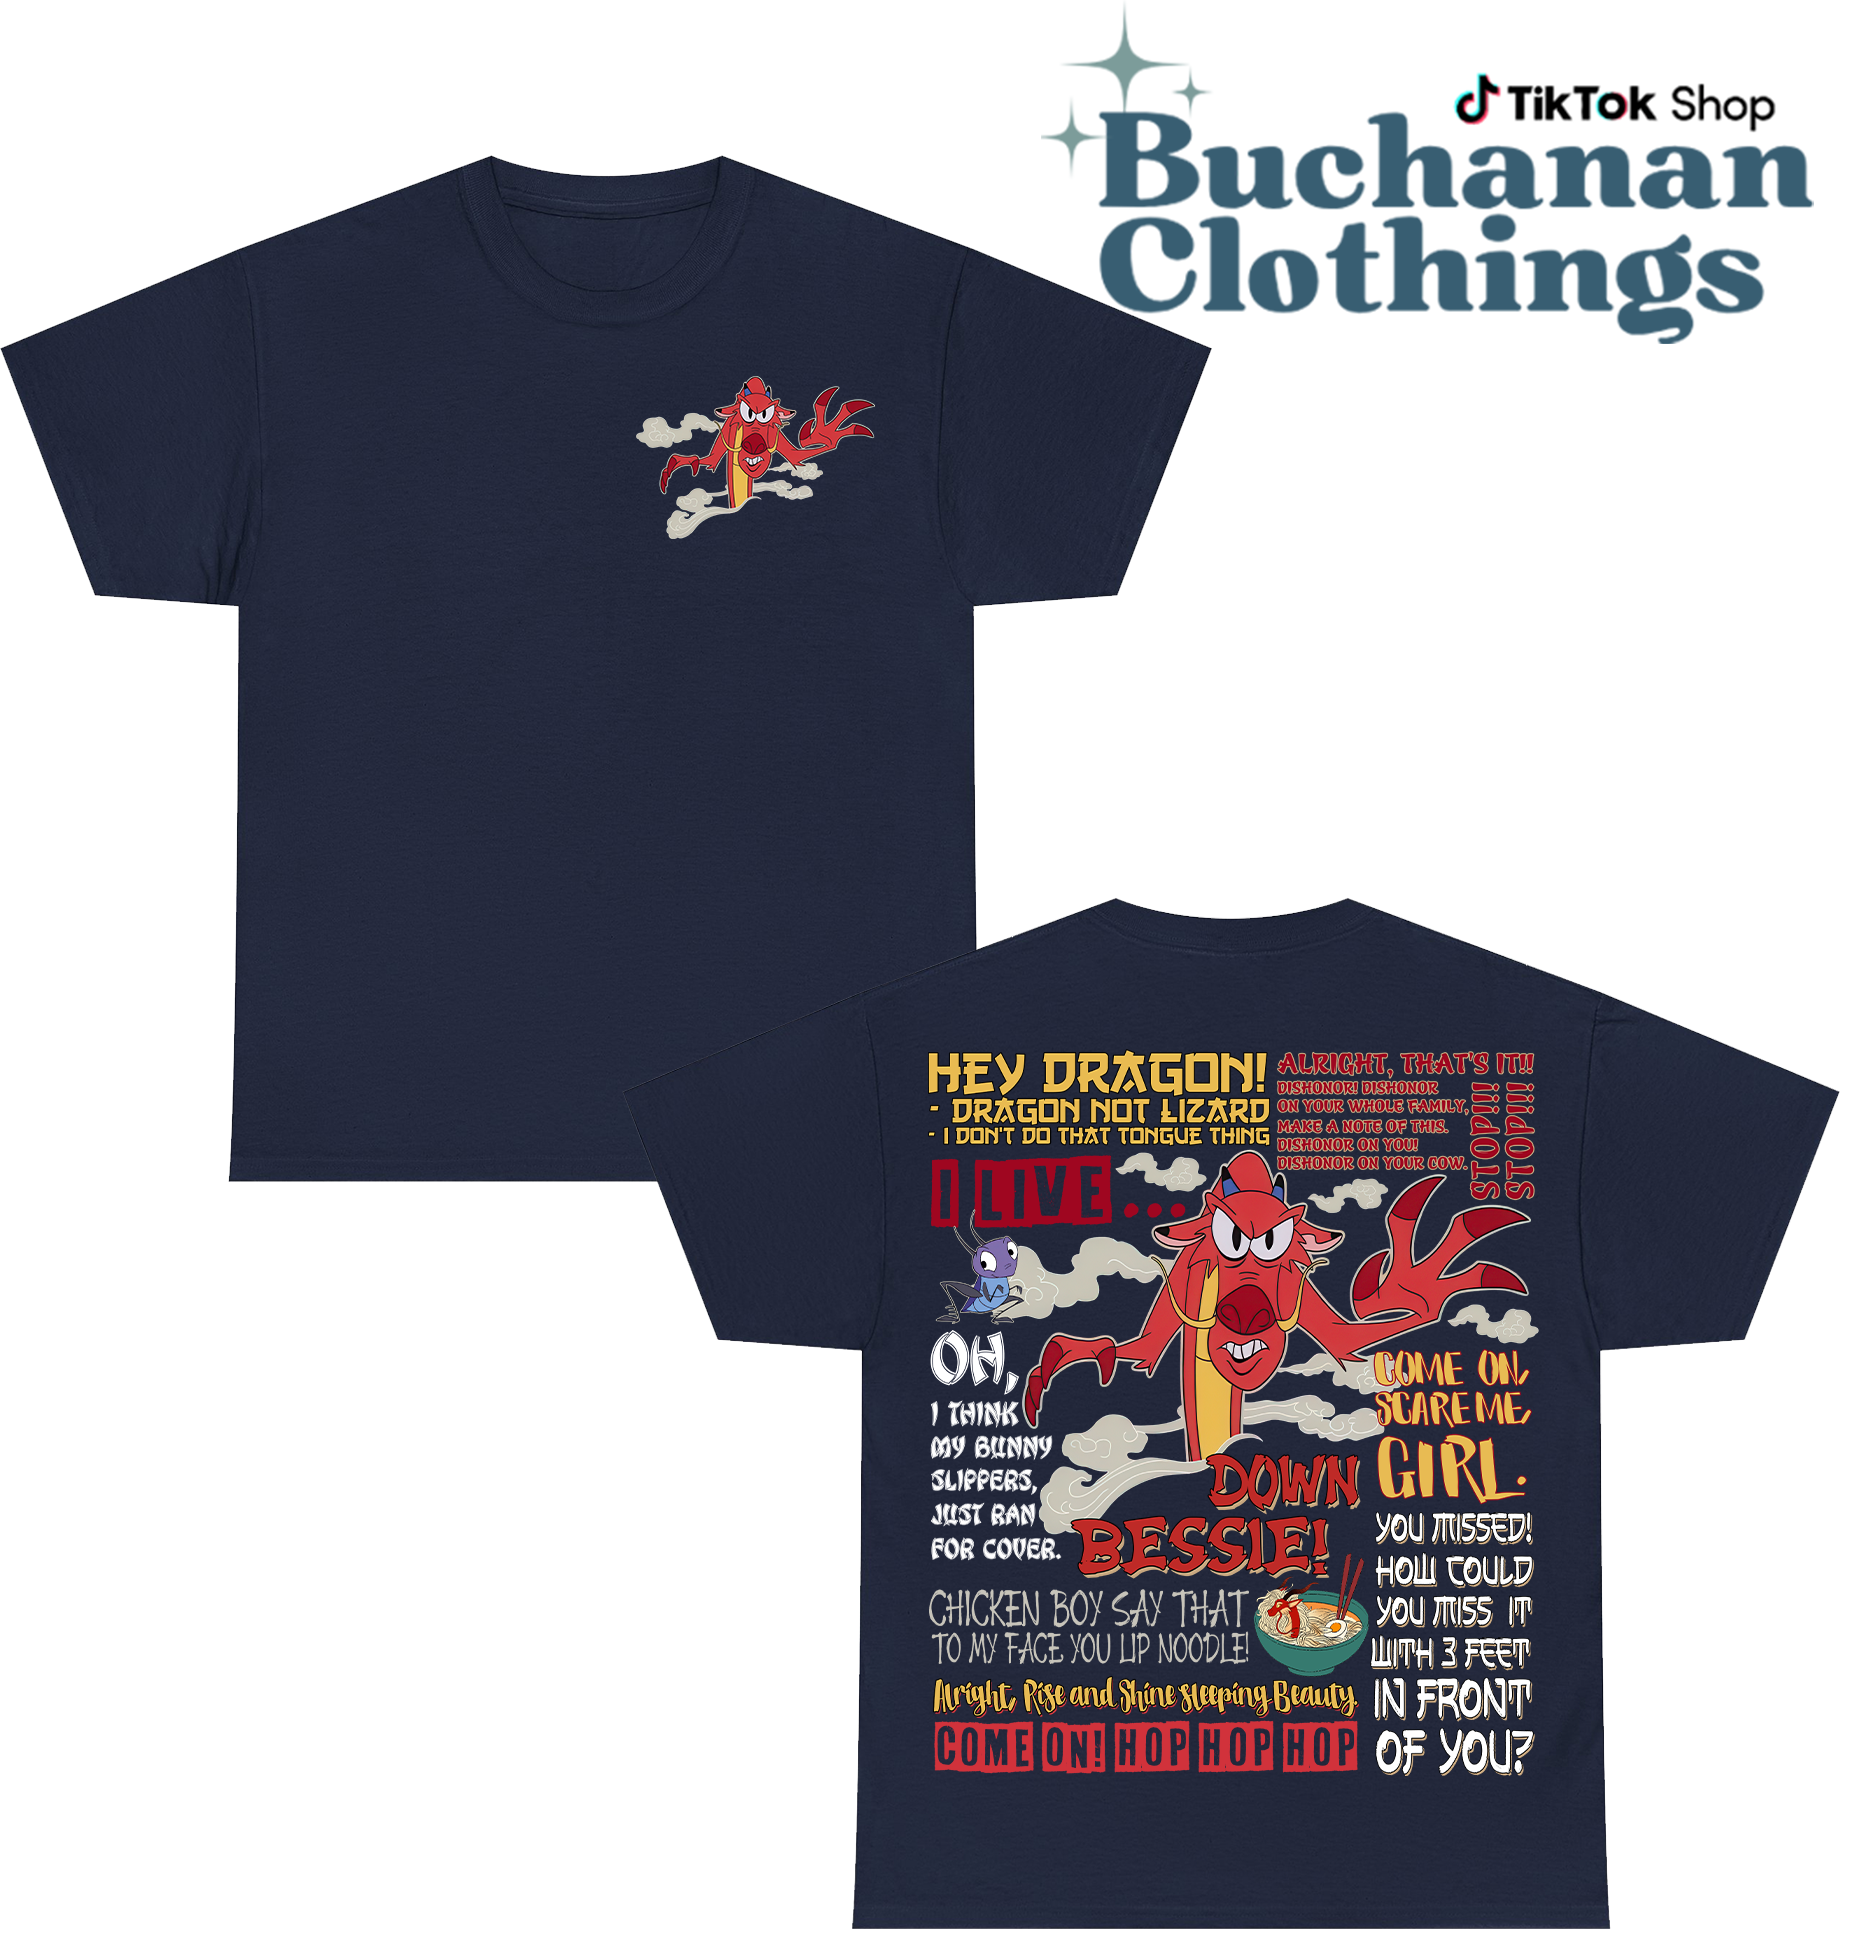 TikTok Shop
Buchanan
Clothings
HEY DRAGON!
- DRAGON NOT LIZARD
- I DON'T DO THAT TONGUE THING
ALRIGHT, THAT'S IT!!
DISHONOR! DISHONOR
ON YOUR WHOLE FAMILY,
MAKE A NOTE OF THIS.
DISHONOR ON YOU!
DISHONOR ON YOUR COW.
STOP!!!
STOP!!!
I LIVE...
OH,
I THINK
MY BUNNY
SLIPPERS,
JUST RAN
FOR COVER.
COME ON,
SCARE ME,
GIRL.
DOWN
BESSIE!
YOU MISSED!
HOW COULD
YOU MISS IT
WITH 3 FEET
IN FRONT
OF YOU?
CHICKEN BOY SAY THAT
TO MY FACE YOU LIP NOODLE!
Alright, Rise and Shine Sleeping Beauty.
COME ON! HOP HOP HOP